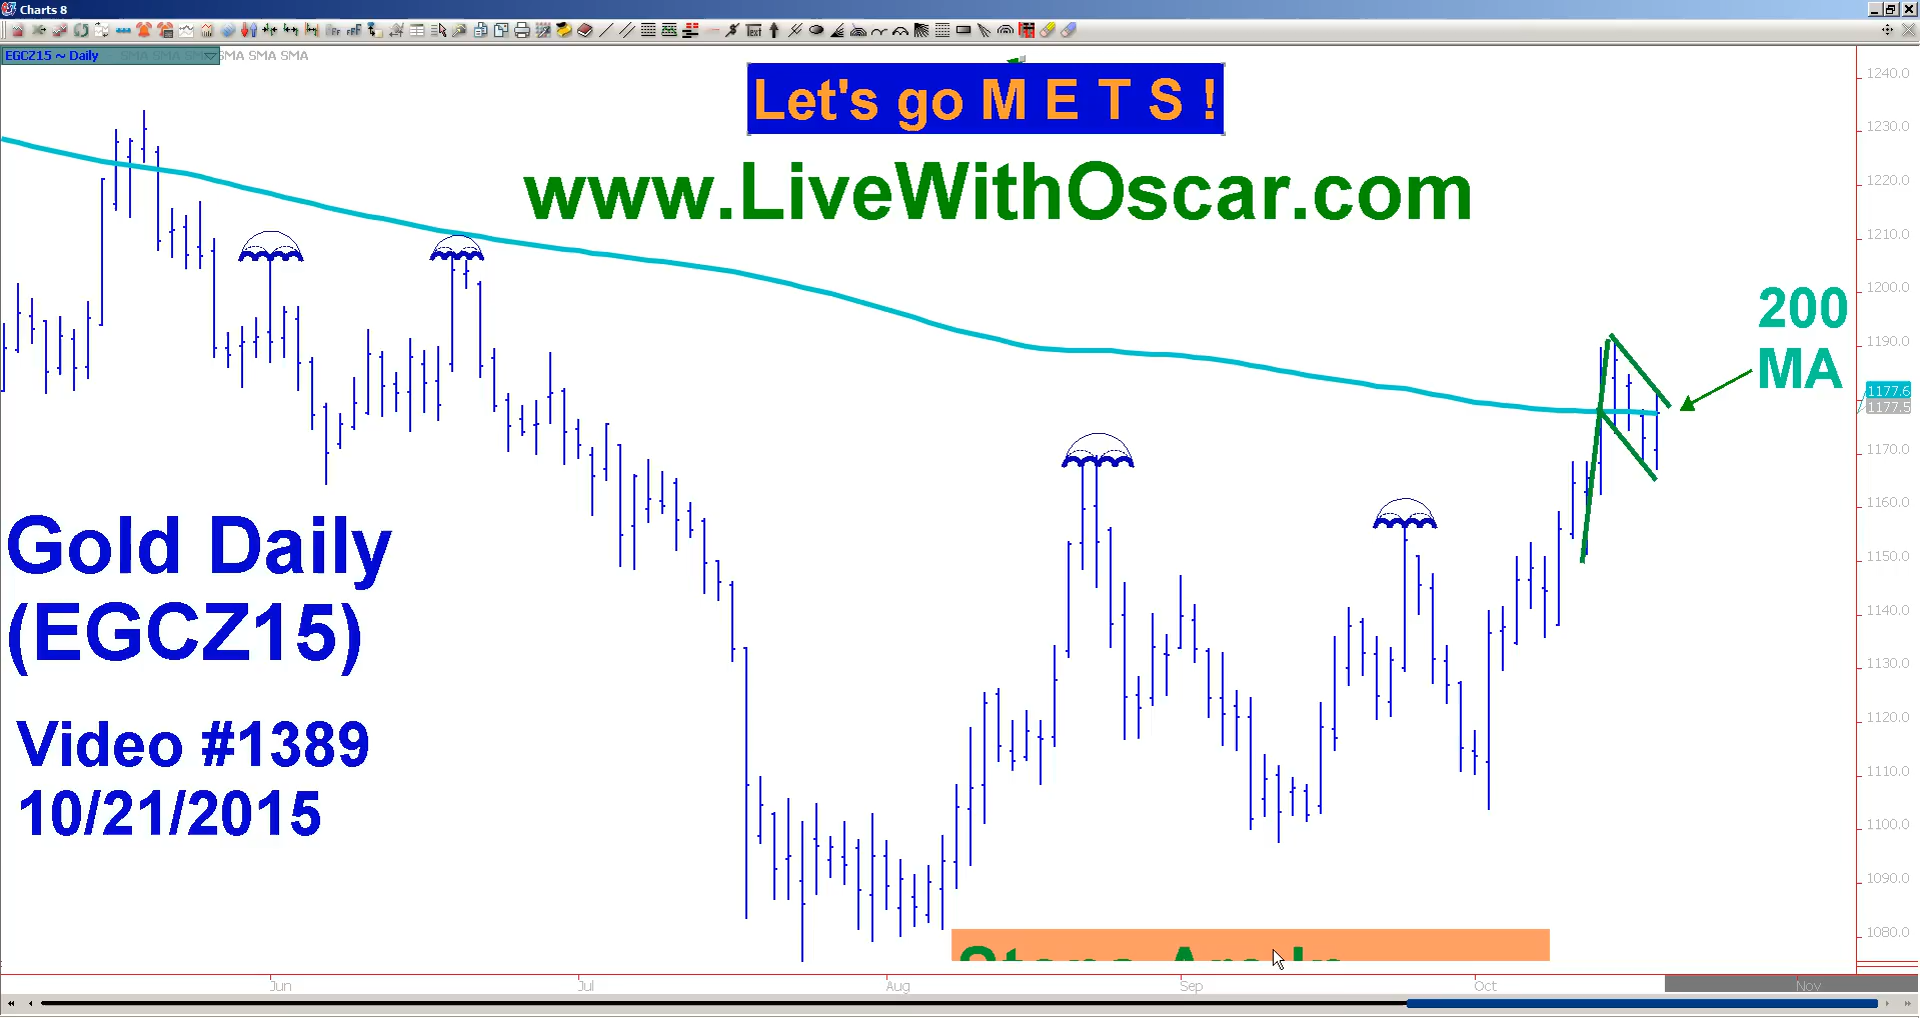 Charts 8
EGCZ15 ~ Daily
SMA SMA SMA SMA SMA SMA
Let's go M E T S !
www.LiveWithOscar.com
200
MA
Gold Daily
(EGCZ15)
Video #1389
10/21/2015
1240.0
1230.0
1220.0
1210.0
1200.0
1190.0
1177.6
1177.5
1170.0
1160.0
1150.0
1140.0
1130.0
1120.0
1110.0
1100.0
1090.0
1080.0
Jun Jul Aug Sep Oct Nov